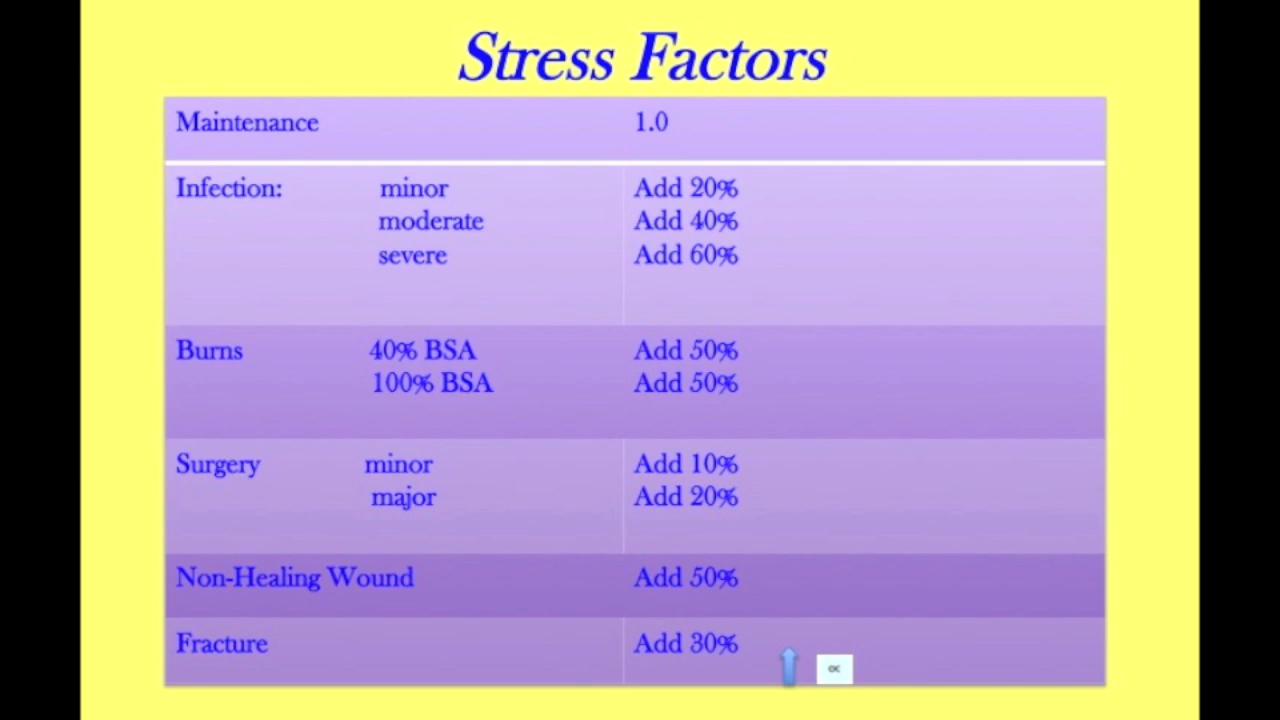 Stress Factors
Maintenance 1.0
Infection: minor Add 20%
moderate Add 40%
severe Add 60%
Burns 40% BSA Add 50%
100% BSA Add 50%
Surgery minor Add 10%
major Add 20%
Non-Healing Wound Add 50%
Fracture Add 30%